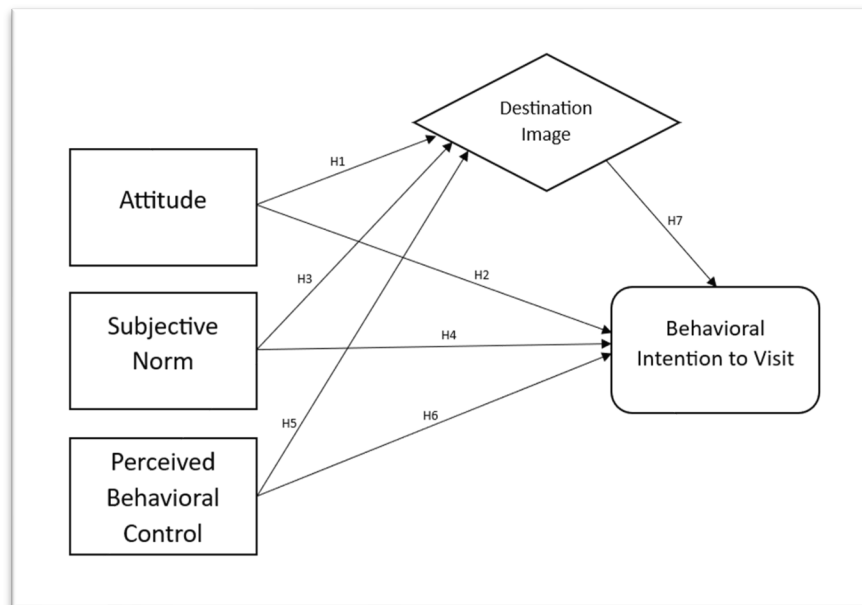 Destination
Image
H1
Attitude
H7
H3
H2
Subjective
Norm
H4
Behavioral
Intention to Visit
H5
H6
Perceived
Behavioral
Control